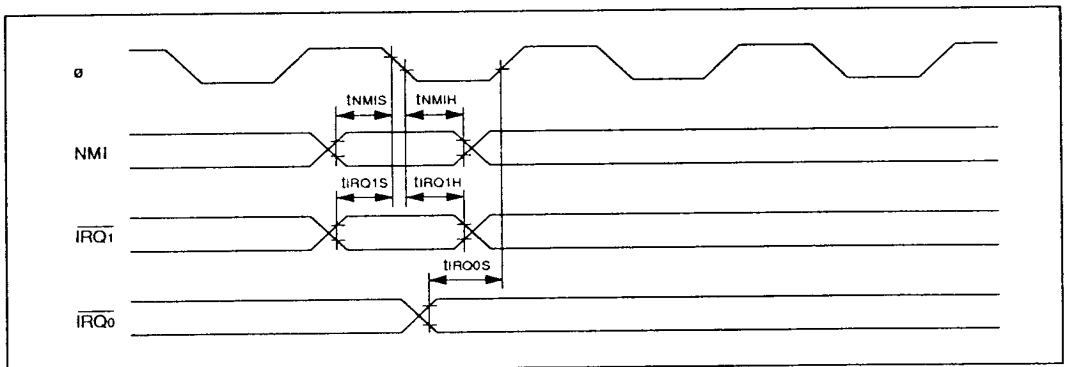 ø
tNMIS tNMIH
NMI
tIRQ1S tIRQ1H
IRQ1
tIRQ0S
IRQ0